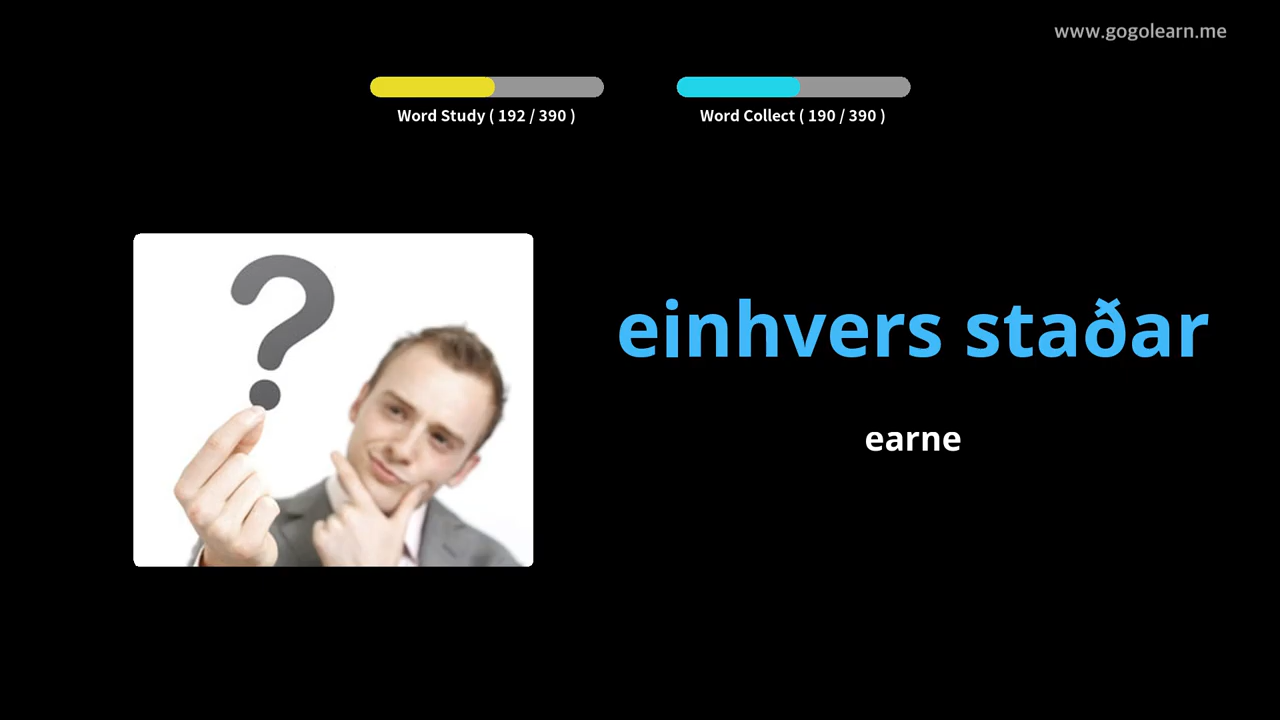 www.gogolearn.me
Word Study ( 192 / 390 )
Word Collect ( 190 / 390 )
?
einhvers staðar
earne